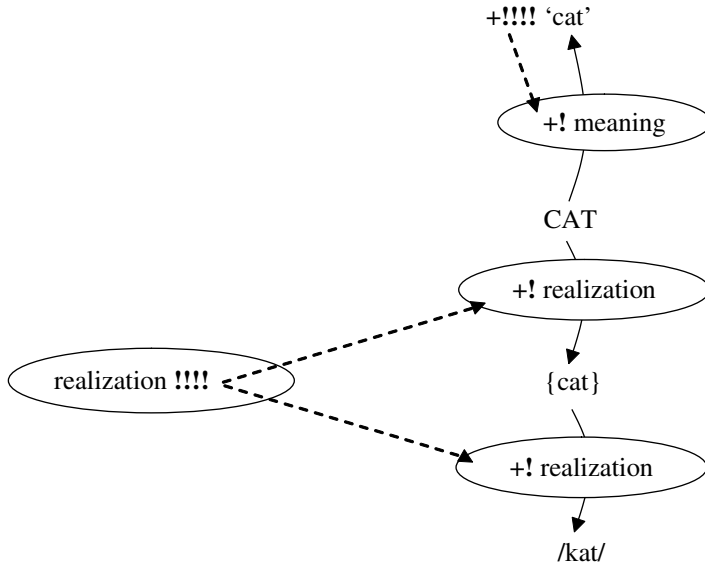 +!!!! ‘cat’
+! meaning
CAT
+! realization
realization !!!!
{cat}
+! realization
/kat/